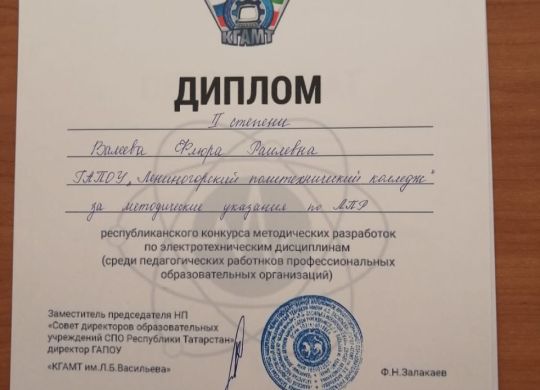 КГАМТ
ДИПЛОМ
II степени
Валеева Флюра Раилевна
ГАПОУ „Лениногорский политехнический колледж"
за методические указания по ЛПР
республиканского конкурса методических разработок
по электротехническим дисциплинам
(среди педагогических работнков профессиональных
образовательных организаций)
Заместитель председателя НП
«Совет директоров образовательных
учреждений СПО Республики Татарстан»
директор ГАПОУ
«КГАМТ им.Л.Б.Васильева»
Ф.Н.Залакаев